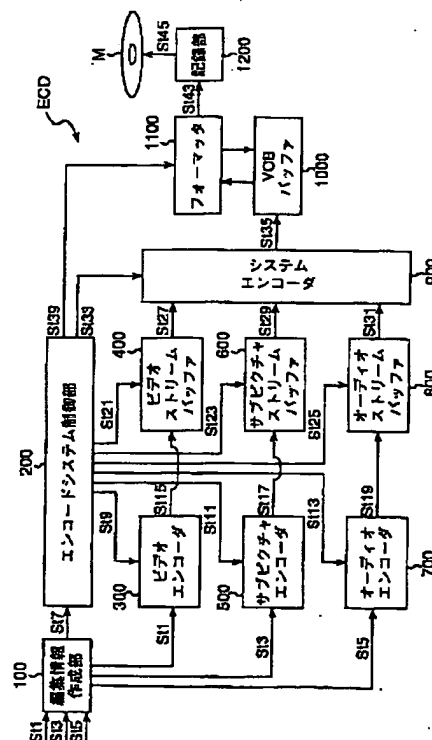 ECD
M
St45
記録部
1200
St43
1100
フォーマッタ
VOB
バッファ
1000
St35
St39
St33
システム
エンコーダ
900
200
エンコードシステム制御部
St21
St27
400
ビデオ
ストリーム
バッファ
St23
St29
600
サブピクチャ
ストリーム
バッファ
St25
St31
オーディオ
ストリーム
バッファ
800
St9
St15
ビデオ
エンコーダ
300
St11
St17
サブピクチャ
エンコーダ
500
St13
St19
オーディオ
エンコーダ
700
St7
100
編集情報
作成部
St1
St3
St5
St1
St3
St5